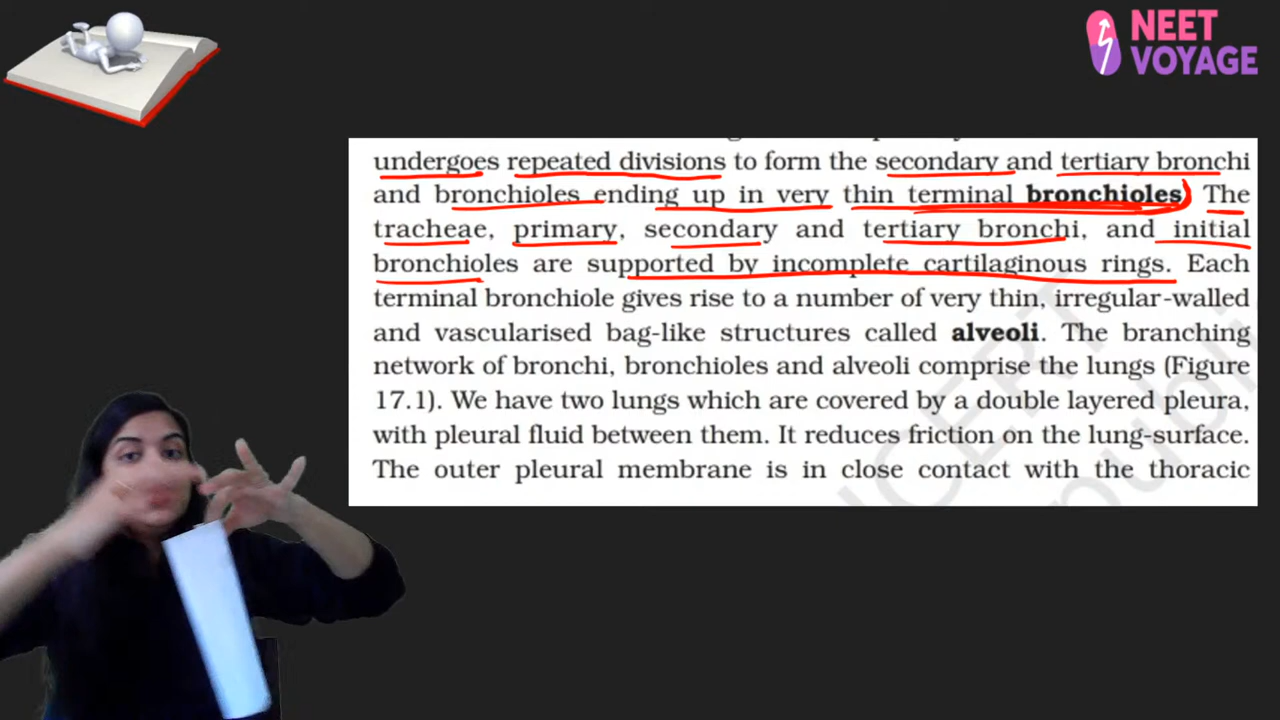 NEET
VOYAGE
undergoes repeated divisions to form the secondary and tertiary bronchi
and bronchioles ending up in very thin terminal bronchioles. The
tracheae, primary, secondary and tertiary bronchi, and initial
bronchioles are supported by incomplete cartilaginous rings. Each
terminal bronchiole gives rise to a number of very thin, irregular-walled
and vascularised bag-like structures called alveoli. The branching
network of bronchi, bronchioles and alveoli comprise the lungs (Figure
17.1). We have two lungs which are covered by a double layered pleura,
with pleural fluid between them. It reduces friction on the lung-surface.
The outer pleural membrane is in close contact with the thoracic